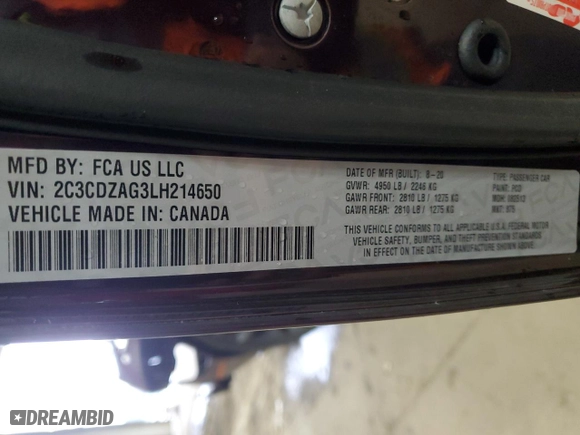 MFD BY: FCA US LLC
VIN: 2C3CDZAG3LH214650
VEHICLE MADE IN: CANADA
DATE OF MFR (BUILT): 8-20
GVWR: 4950 LB / 2246 KG
GAWR FRONT: 2810 LB / 1275 KG
GAWR REAR: 2810 LB / 1275 KG
TYPE: PASSENGER CAR
PAINT:
MDH:
THIS VEHICLE CONFORMS TO ALL APPLICABLE U.S.A. FEDERAL MOTOR
VEHICLE SAFETY, BUMPER, AND THEFT PREVENTION STANDARDS
IN EFFECT ON THE DATE OF MANUFACTURE SHOWN ABOVE.
DREAMBID